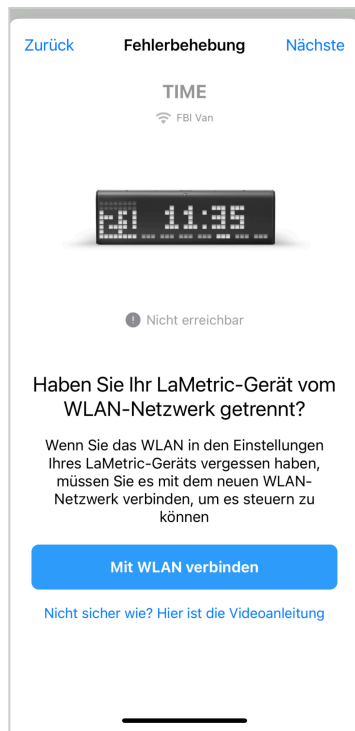 Zurück Fehlerbehebung Nächste
TIME
FBI Van
11:35
Nicht erreichbar
Haben Sie Ihr LaMetric-Gerät vom
WLAN-Netzwerk getrennt?
Wenn Sie das WLAN in den Einstellungen
Ihres LaMetric-Geräts vergessen haben,
müssen Sie es mit dem neuen WLAN-
Netzwerk verbinden, um es steuern zu
können
Mit WLAN verbinden
Nicht sicher wie? Hier ist die Videoanleitung